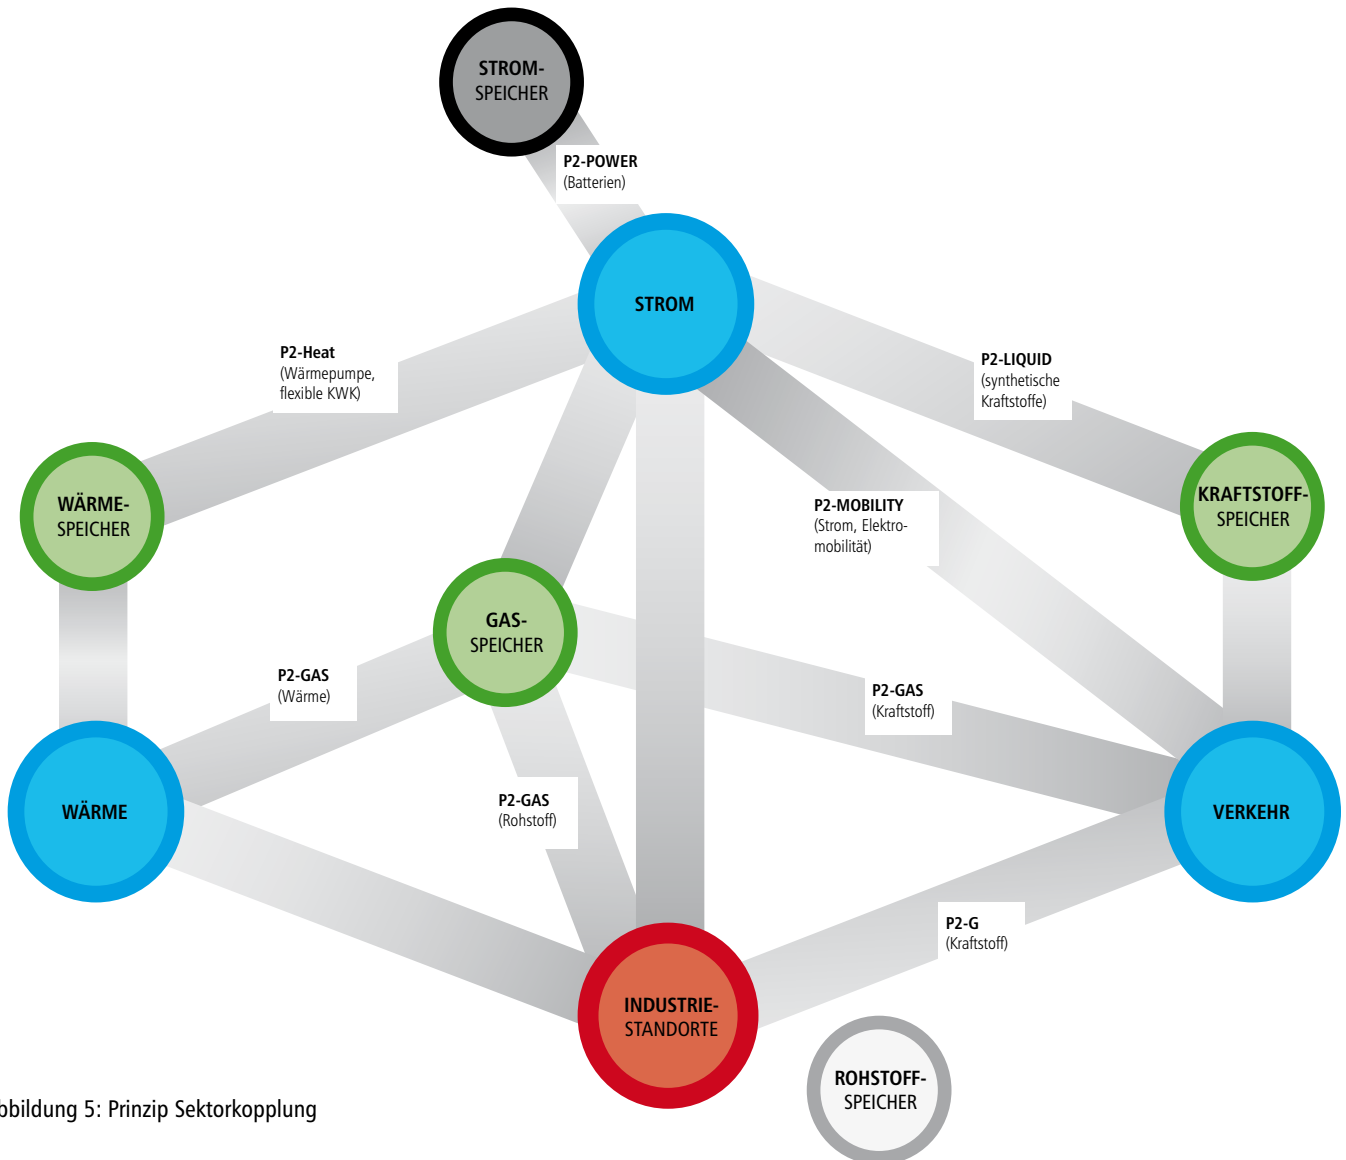 STROM-
SPEICHER
P2-POWER
(Batterien)
STROM
P2-Heat
(Wärmepumpe,
flexible KWK)
P2-LIQUID
(synthetische
Kraftstoffe)
WÄRME-
SPEICHER
P2-MOBILITY
(Strom, Elektro-
mobilität)
KRAFTSTOFF-
SPEICHER
GAS-
SPEICHER
P2-GAS
(Wärme)
P2-GAS
(Kraftstoff)
WÄRME
P2-GAS
(Rohstoff)
VERKEHR
P2-G
(Kraftstoff)
INDUSTRIE-
STANDORTE
ROHSTOFF-
SPEICHER
bbildung 5: Prinzip Sektorkopplung